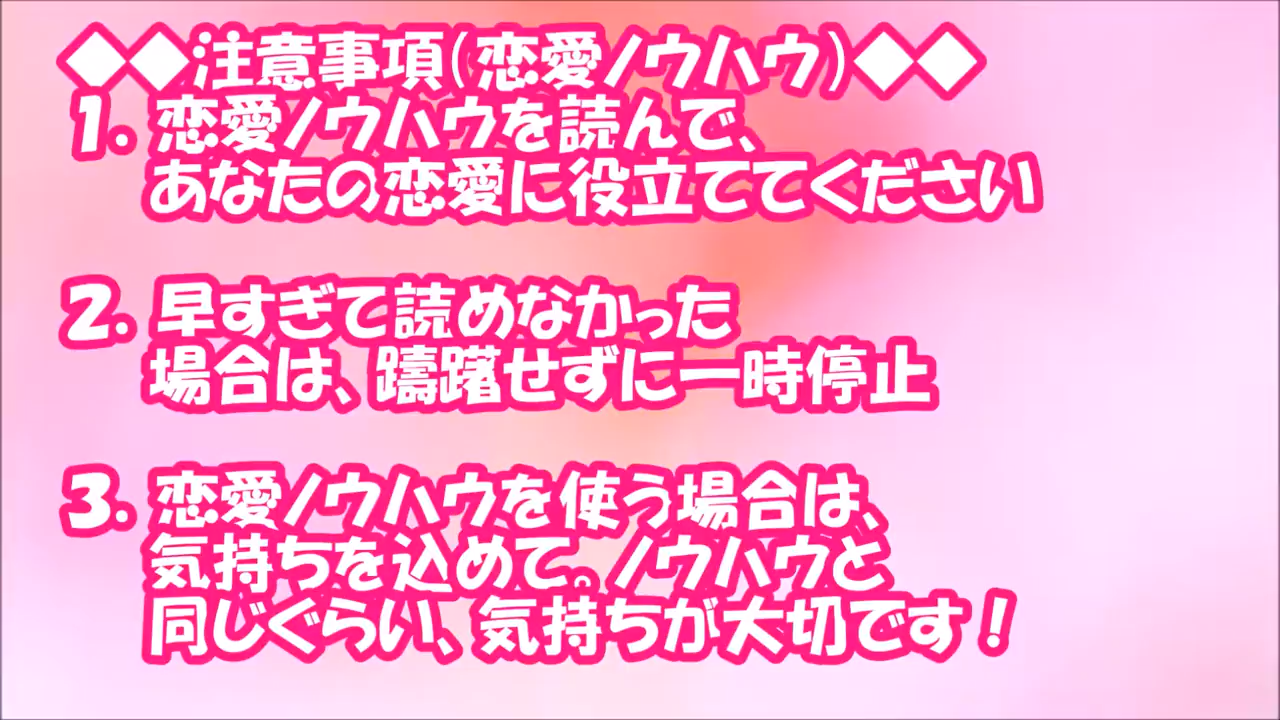 ◆◆注意事項(恋愛ノウハウ)◆◆
1. 恋愛ノウハウを読んで、
あなたの恋愛に役立ててください
2. 早すぎて読めなかった
場合は、躊躇せずに一時停止
3. 恋愛ノウハウを使う場合は、
気持ちを込めて。ノウハウと
同じぐらい、気持ちが大切です！